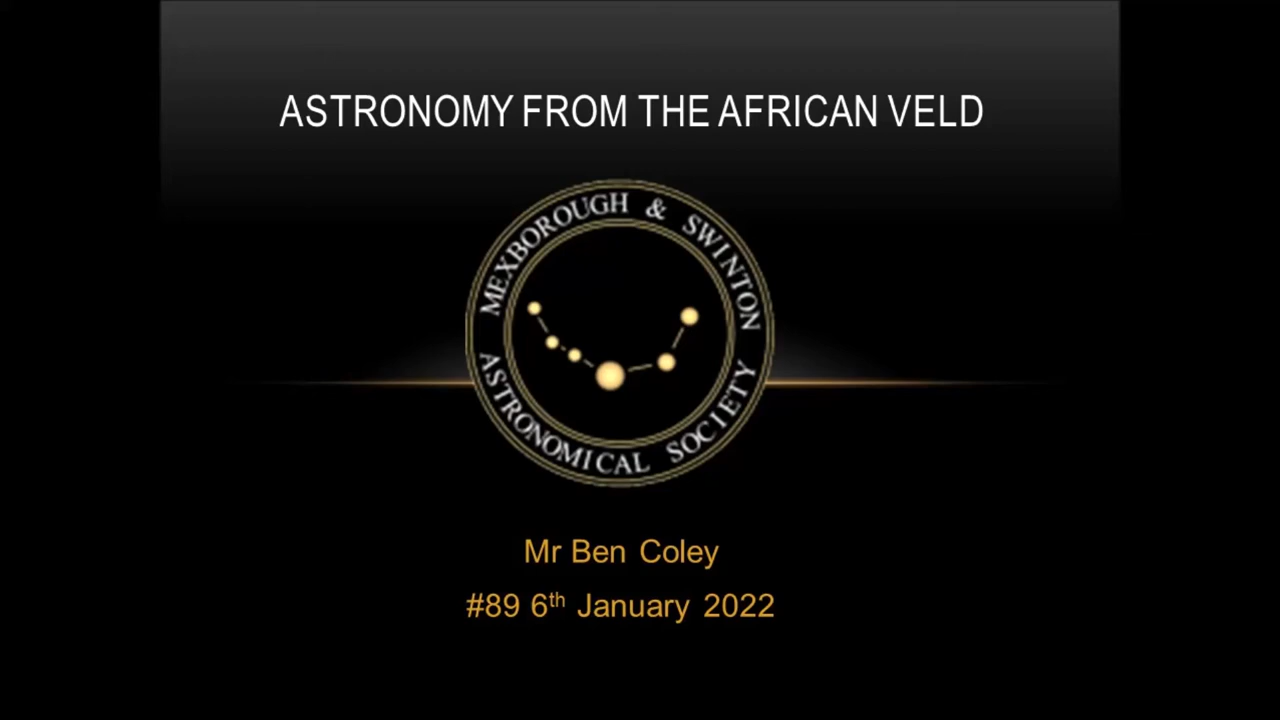 ASTRONOMY FROM THE AFRICAN VELD
MEXBOROUGH & SWINTON
ASTRONOMICAL SOCIETY
Mr Ben Coley
#89 6th January 2022